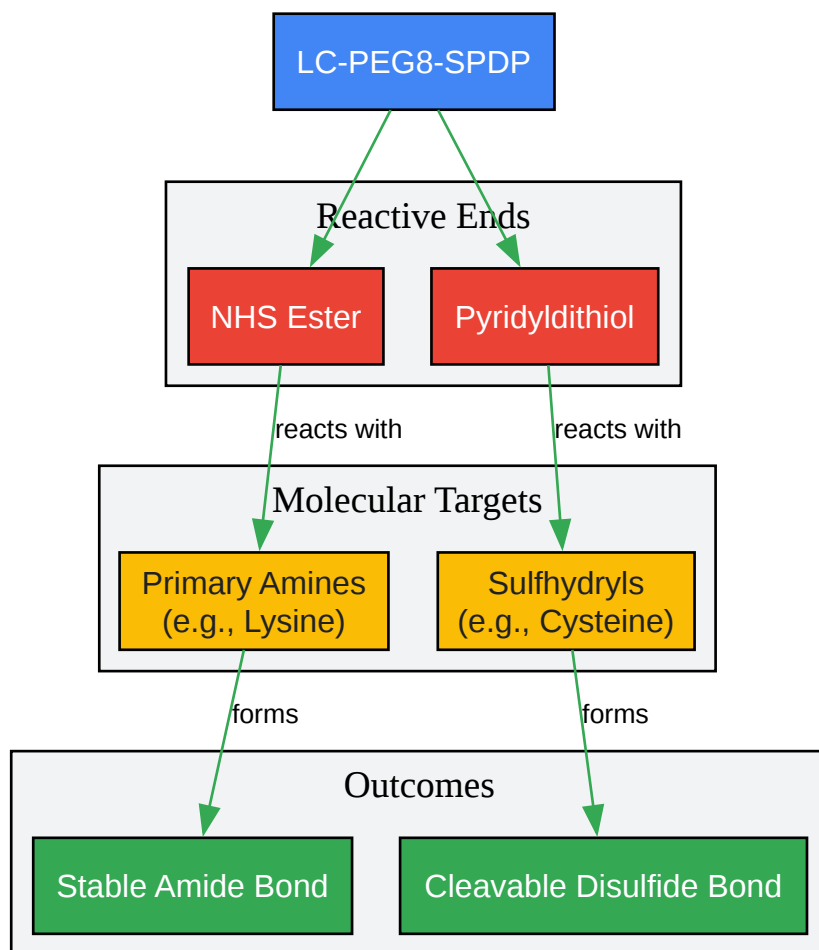 LC-PEG8-SPDP
Reactive Ends
NHS Ester
Pyridyldithiol
reacts with
reacts with
Molecular Targets
Primary Amines
(e.g., Lysine)
Sulfhydryls
(e.g., Cysteine)
forms
forms
Outcomes
Stable Amide Bond
Cleavable Disulfide Bond